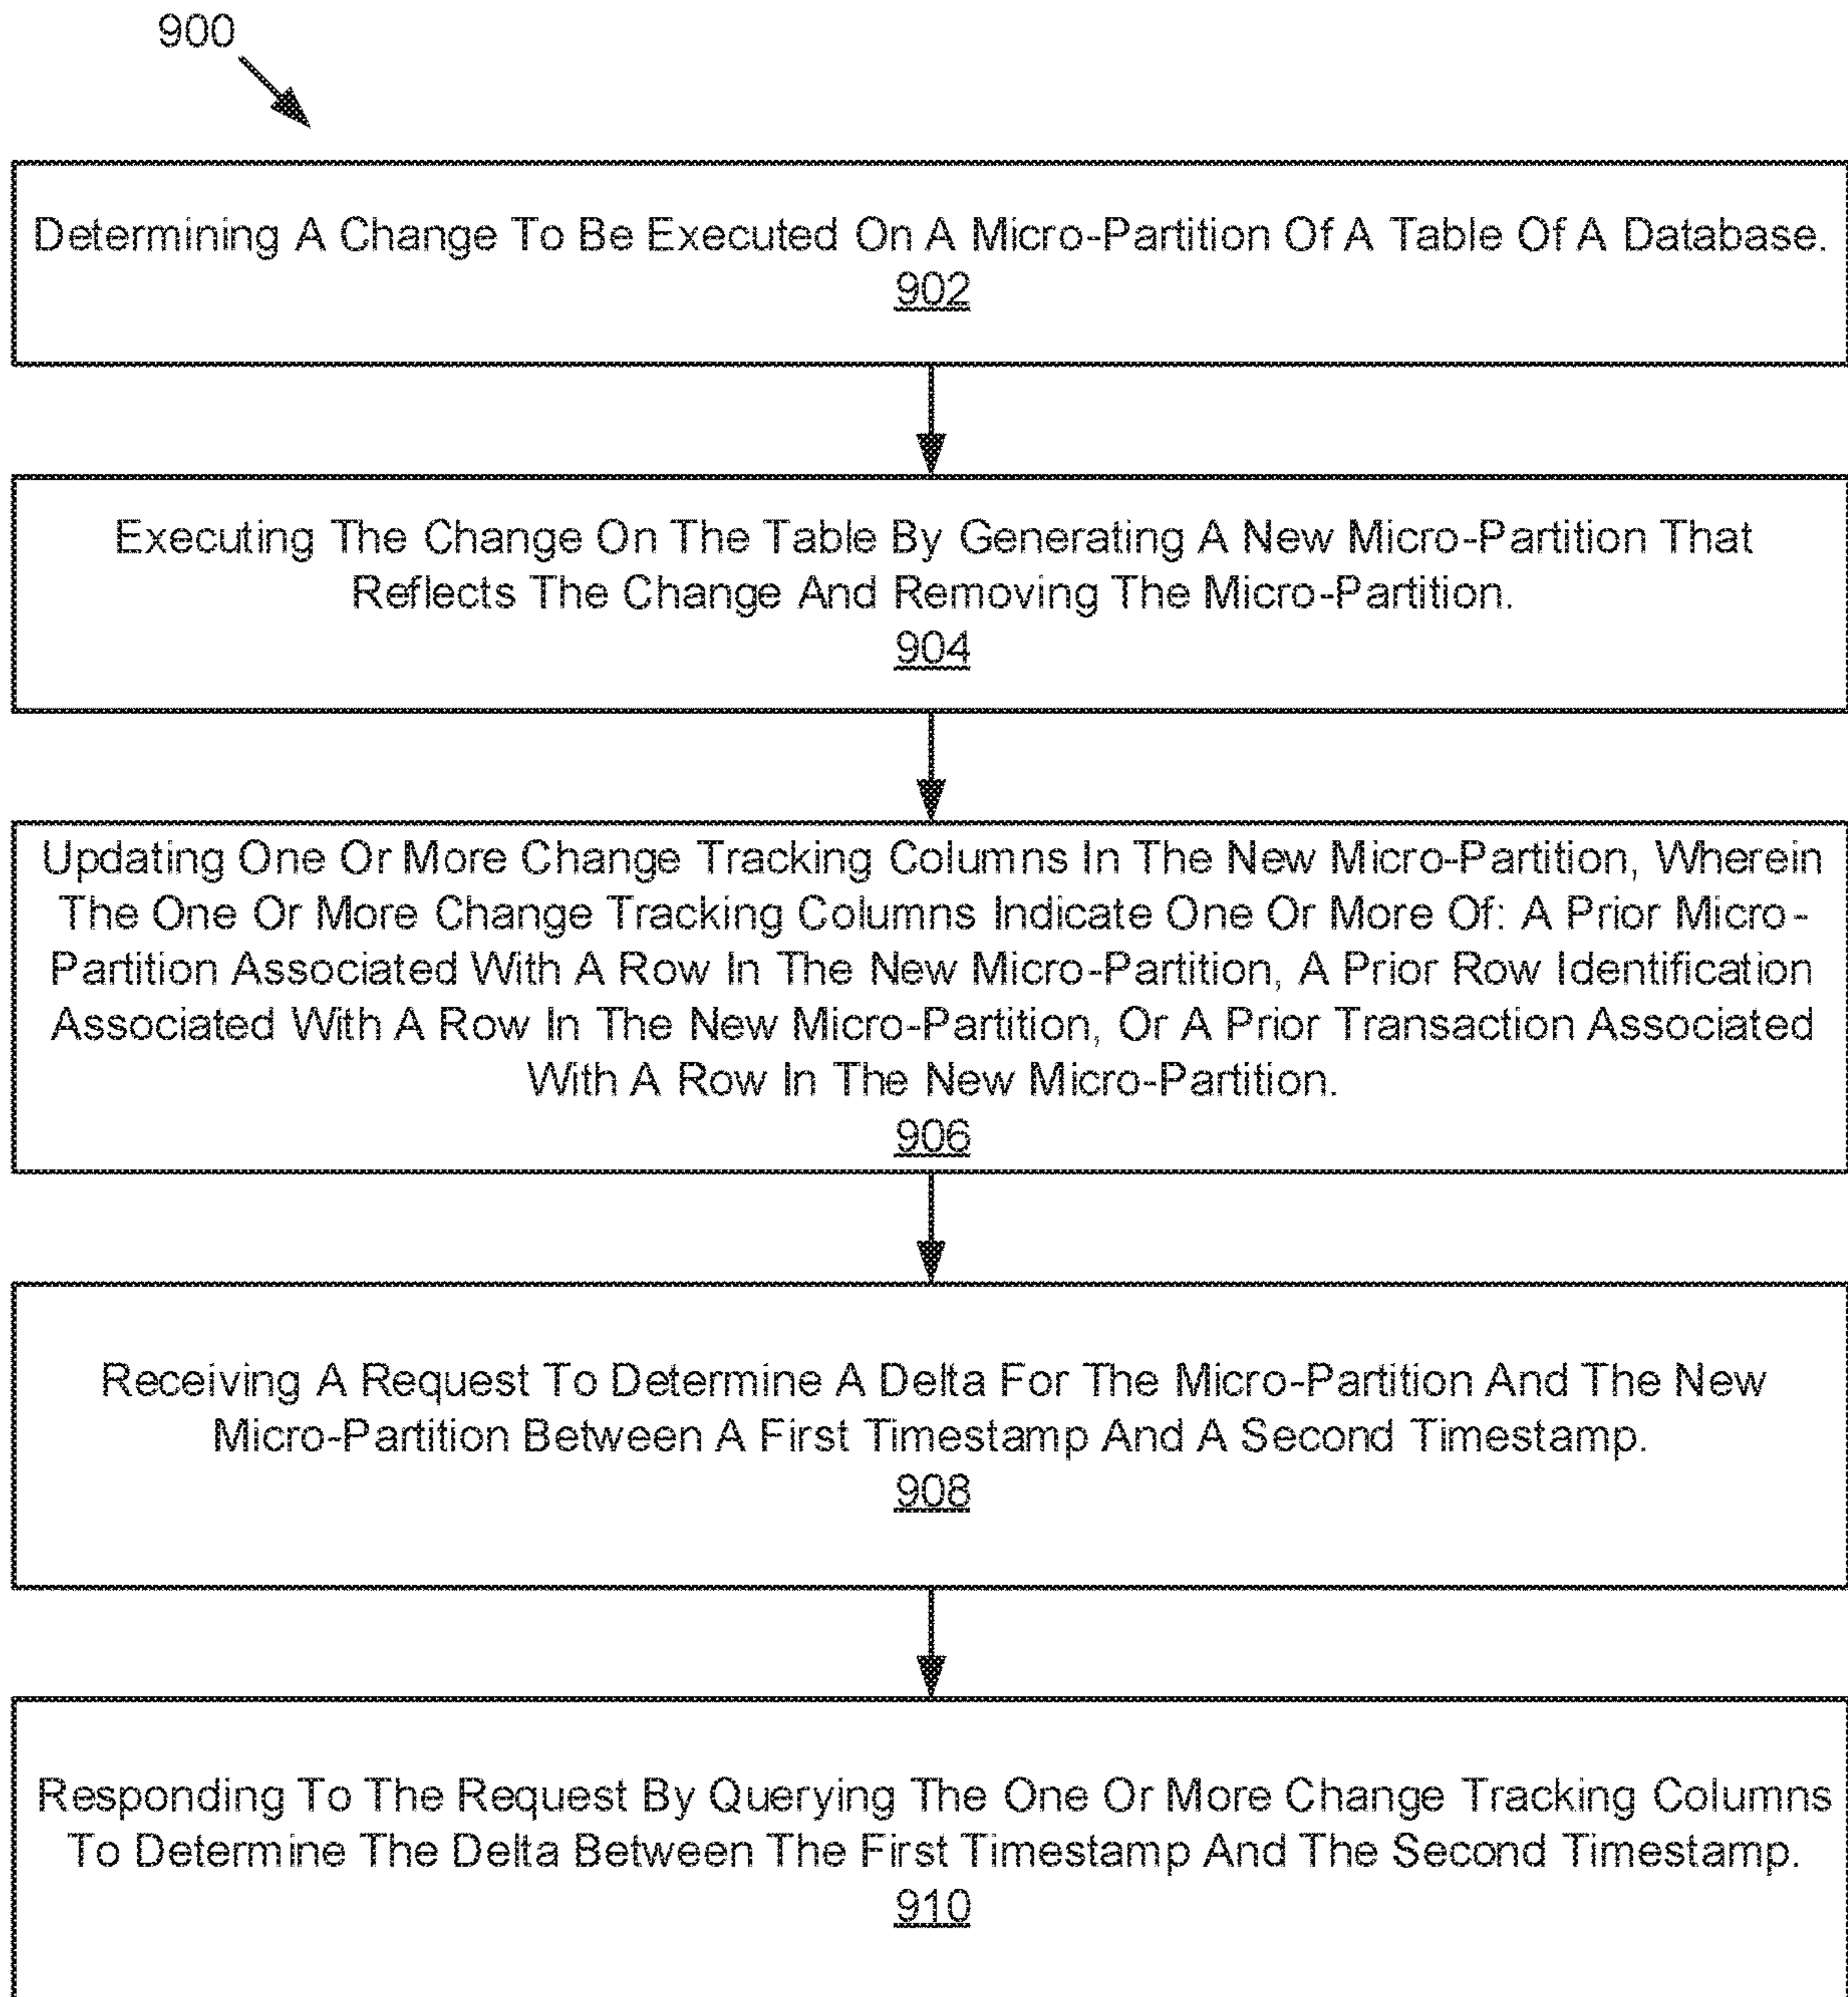 900
Determining A Change To Be Executed On A Micro-Partition Of A Table Of A Database.
902
Executing The Change On The Table By Generating A New Micro-Partition That
Reflects The Change And Removing The Micro-Partition.
904
Updating One Or More Change Tracking Columns In The New Micro-Partition, Wherein
The One Or More Change Tracking Columns Indicate One Or More Of: A Prior Micro-
Partition Associated With A Row In The New Micro-Partition, A Prior Row Identification
Associated With A Row In The New Micro-Partition, Or A Prior Transaction Associated
With A Row In The New Micro-Partition.
906
Receiving A Request To Determine A Delta For The Micro-Partition And The New
Micro-Partition Between A First Timestamp And A Second Timestamp.
908
Responding To The Request By Querying The One Or More Change Tracking Columns
To Determine The Delta Between The First Timestamp And The Second Timestamp.
910